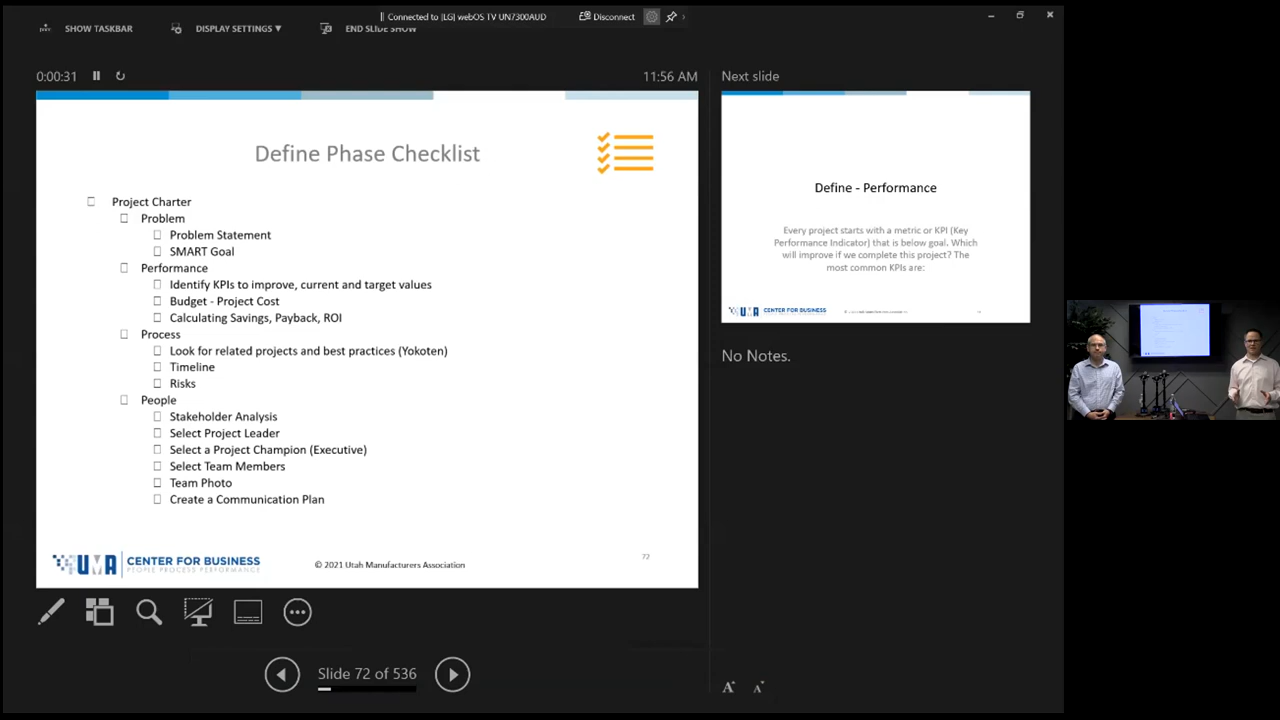 Connected to [LG] webOS TV UN7300AUD
Disconnect
SHOW TASKBAR
DISPLAY SETTINGS ▼
END SLIDE SHOW
0:00:31
11:56 AM
Next slide
Define Phase Checklist
Project Charter
Problem
Problem Statement
SMART Goal
Performance
Identify KPIs to improve, current and target values
Budget - Project Cost
Calculating Savings, Payback, ROI
Process
Look for related projects and best practices (Yokoten)
Timeline
Risks
People
Stakeholder Analysis
Select Project Leader
Select a Project Champion (Executive)
Select Team Members
Team Photo
Create a Communication Plan
UMA CENTER FOR BUSINESS
PEOPLE PROCESS PERFORMANCE
© 2021 Utah Manufacturers Association
72
Define - Performance
Every project starts with a metric or KPI (Key
Performance Indicator) that is below goal. Which
will improve if we complete this project? The
most common KPIs are:
UMA CENTER FOR BUSINESS
No Notes.
Slide 72 of 536
A A